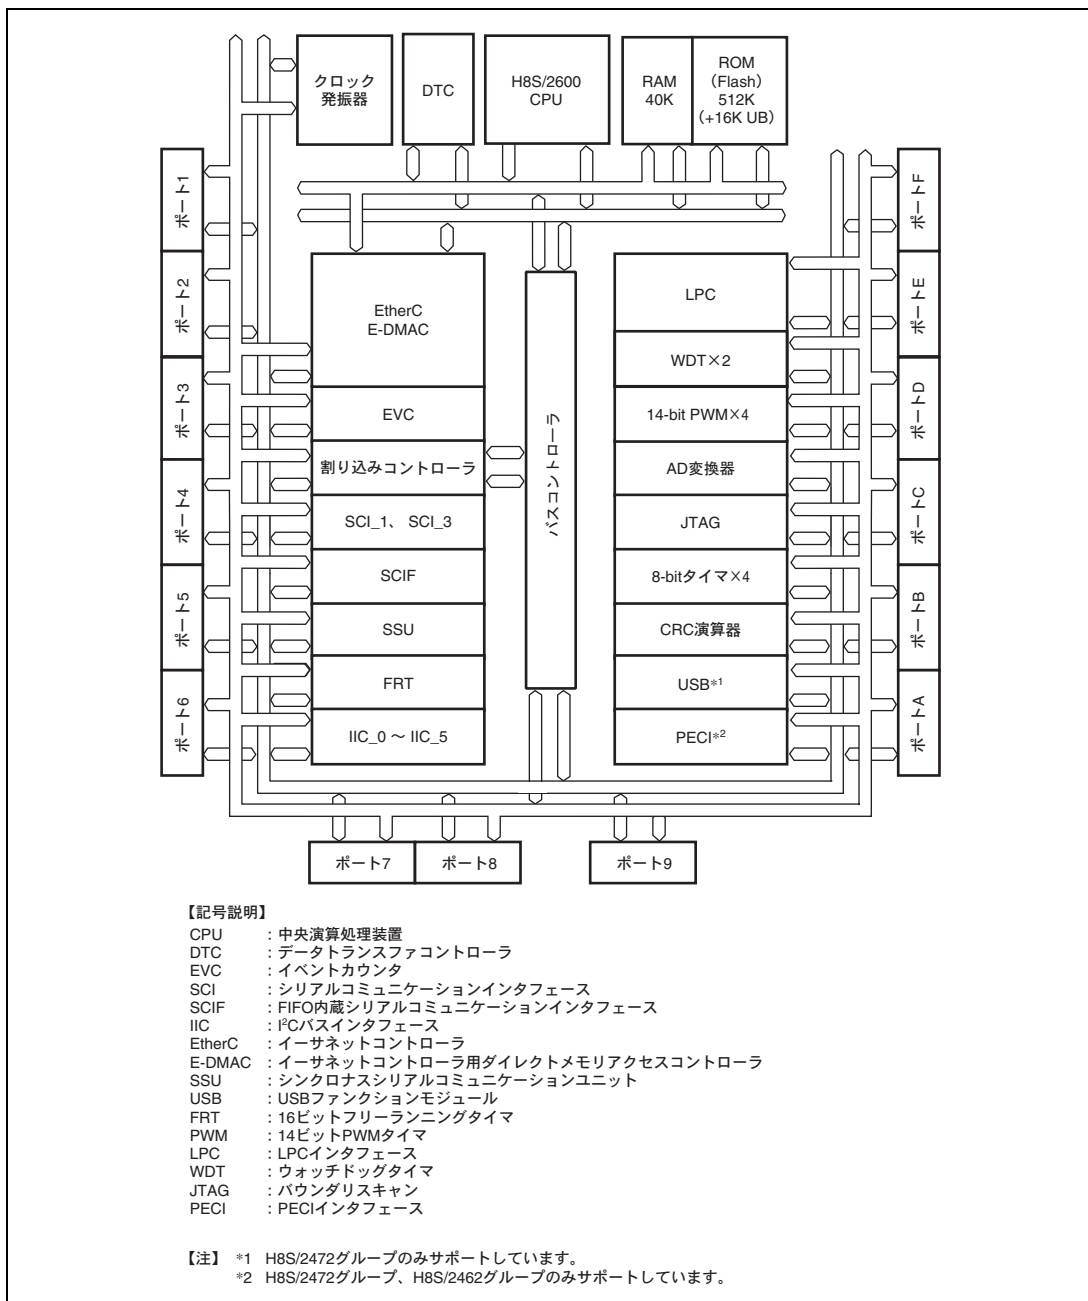 クロック
発振器
DTC
H8S/2600
CPU
RAM
40K
ROM
（Flash）
512K
（+16K UB）
ポート1
ポート2
ポート3
ポート4
ポート5
ポート6
EtherC
E-DMAC
EVC
割り込みコントローラ
SCI_1、 SCI_3
SCIF
SSU
FRT
IIC_0 ～ IIC_5
バスコントローラ
LPC
WDT×2
14-bit PWM×4
AD変換器
JTAG
8-bitタイマ×4
CRC演算器
USB*1
PECI*2
ポートF
ポートE
ポートD
ポートC
ポートB
ポートA
ポート7
ポート8
ポート9
【記号説明】
CPU ：中央演算処理装置
DTC ：データトランスファコントローラ
EVC ：イベントカウンタ
SCI ：シリアルコミュニケーションインタフェース
SCIF ：FIFO内蔵シリアルコミュニケーションインタフェース
IIC ：I²Cバスインタフェース
EtherC ：イーサネットコントローラ
E-DMAC ：イーサネットコントローラ用ダイレクトメモリアクセスコントローラ
SSU ：シンクロナスシリアルコミュニケーションユニット
USB ：USBファンクションモジュール
FRT ：16ビットフリーランニングタイマ
PWM ：14ビットPWMタイマ
LPC ：LPCインタフェース
WDT ：ウォッチドッグタイマ
JTAG ：バウンダリスキャン
PECI ：PECIインタフェース
【注】 *1 H8S/2472グループのみサポートしています。
*2 H8S/2472グループ、H8S/2462グループのみサポートしています。